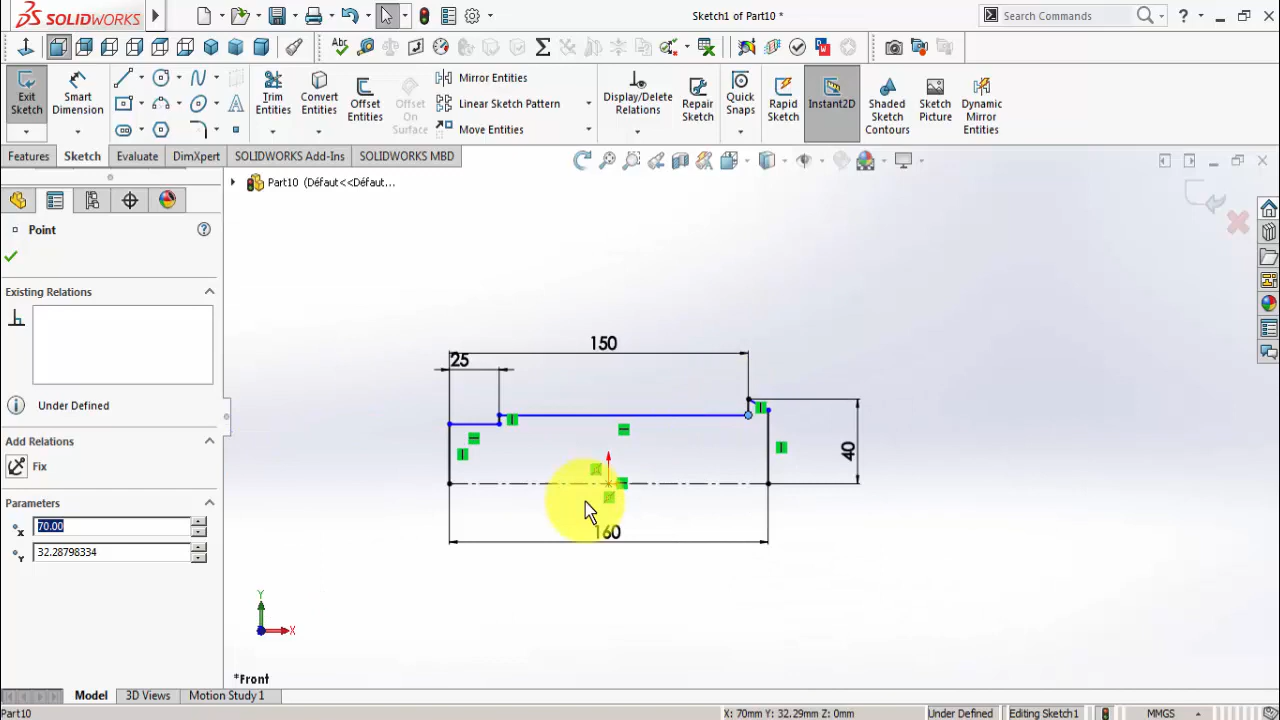 SOLIDWORKS
Sketch1 of Part10 *
Search Commands
Exit Sketch
Smart Dimension
Trim Entities
Convert Entities
Offset Entities
Offset On Surface
Mirror Entities
Linear Sketch Pattern
Move Entities
Display/Delete Relations
Repair Sketch
Quick Snaps
Rapid Sketch
Instant2D
Shaded Sketch Contours
Sketch Picture
Dynamic Mirror Entities
Features
Sketch
Evaluate
DimXpert
SOLIDWORKS Add-Ins
SOLIDWORKS MBD
Part10 (Défaut<<Défaut...
Point
Existing Relations
Under Defined
Add Relations
Fix
Parameters
70.00
32.28798334
150
25
40
160
Y
X
*Front
Model
3D Views
Motion Study 1
Part10
X: 70mm Y: 32.29mm Z: 0mm
Under Defined
Editing Sketch1
MMGS